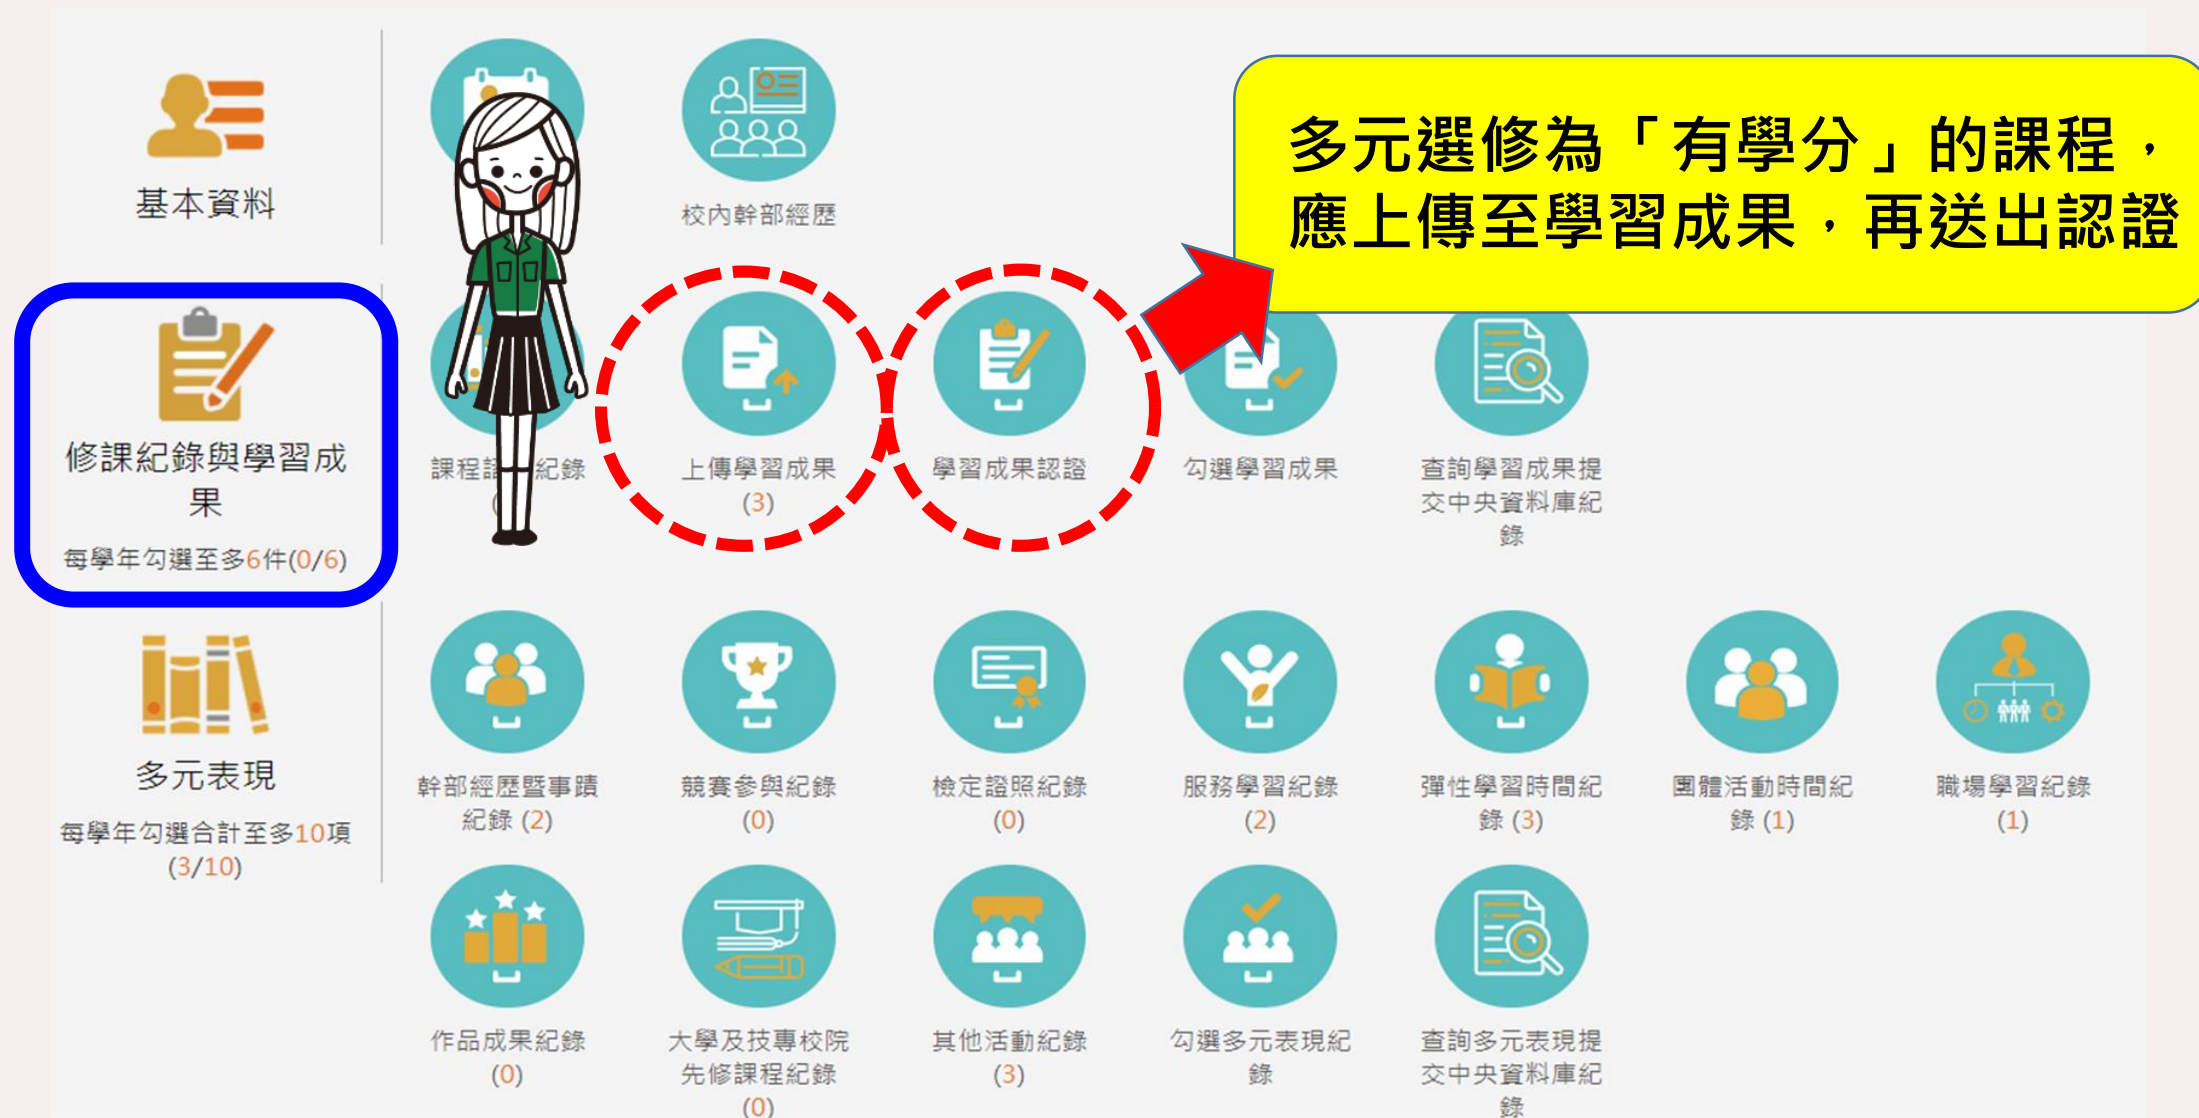 多元選修為「有學分」的課程，
應上傳至學習成果，再送出認證
基本資料
校內幹部經歷
修課紀錄與學習成
果
每學年勾選至多6件(0/6)
課程 紀錄
上傳學習成果
(3)
學習成果認證
勾選學習成果
查詢學習成果提
交中央資料庫紀
錄
多元表現
每學年勾選合計至多10項
(3/10)
幹部經歷暨事蹟
紀錄 (2)
競賽參與紀錄
(0)
檢定證照紀錄
(0)
服務學習紀錄
(2)
彈性學習時間紀
錄 (3)
團體活動時間紀
錄 (1)
職場學習紀錄
(1)
作品成果紀錄
(0)
大學及技專校院
先修課程紀錄
(0)
其他活動紀錄
(3)
勾選多元表現紀
錄
查詢多元表現提
交中央資料庫紀
錄